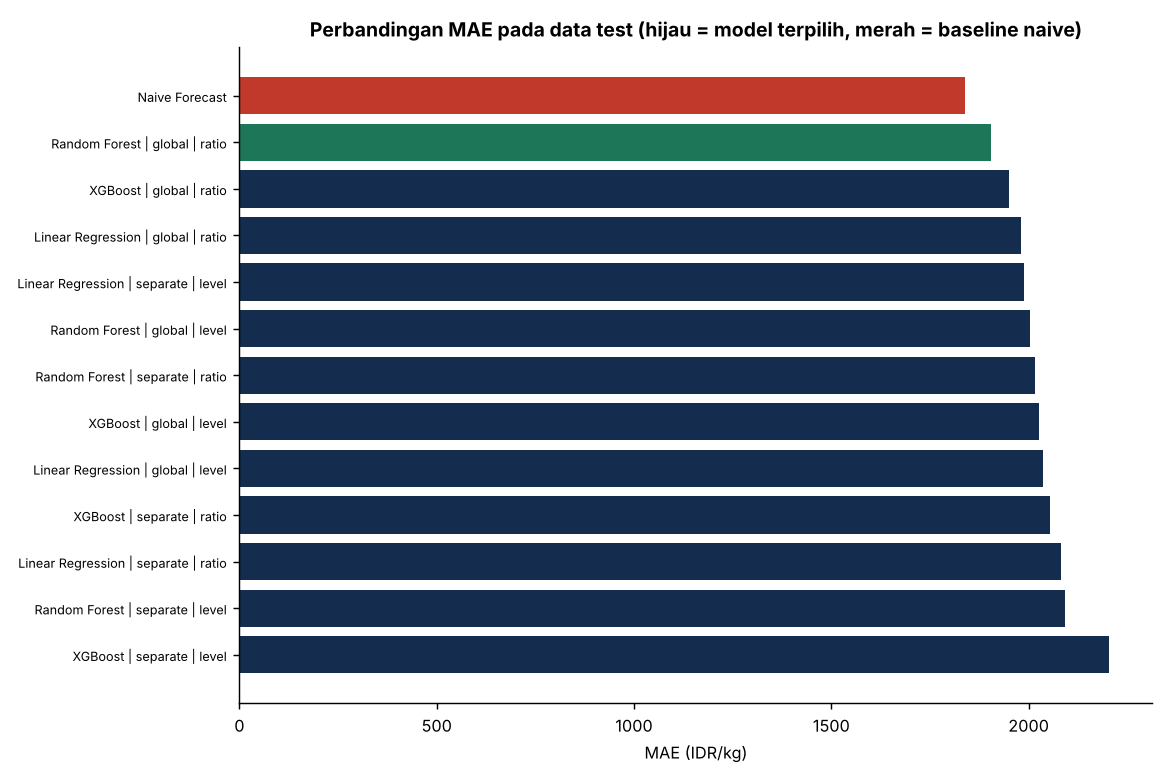 Perbandingan MAE pada data test (hijau = model terpilih, merah = baseline naive)
Naive Forecast
Random Forest | global | ratio
XGBoost | global | ratio
Linear Regression | global | ratio
Linear Regression | separate | level
Random Forest | global | level
Random Forest | separate | ratio
XGBoost | global | level
Linear Regression | global | level
XGBoost | separate | ratio
Linear Regression | separate | ratio
Random Forest | separate | level
XGBoost | separate | level
0 500 1000 1500 2000
MAE (IDR/kg)